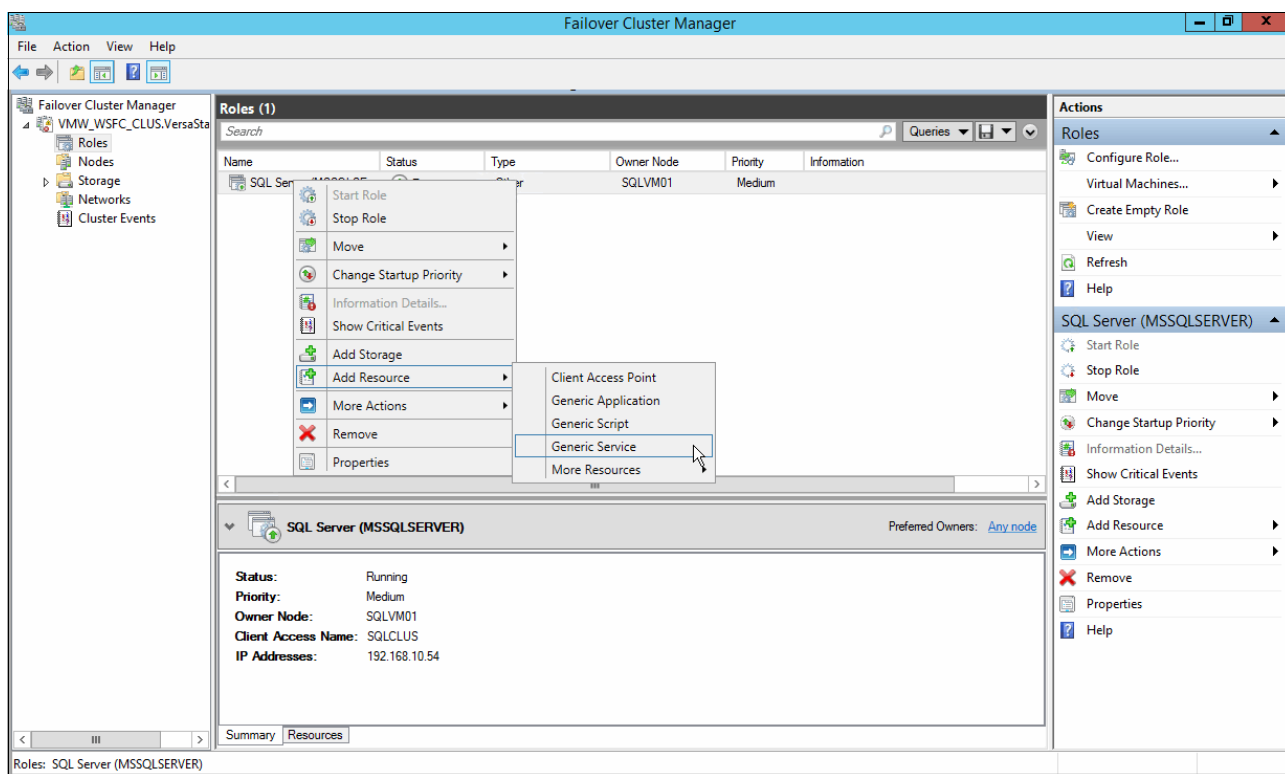 Failover Cluster Manager
File Action View Help
Failover Cluster Manager
VMW_WSFC_CLUS.VersaSta
Roles
Nodes
Storage
Networks
Cluster Events
Roles (1)
Search
Queries
Name Status Type Owner Node Priority Information
SQL Ser SQLVM01 Medium
Start Role
Stop Role
Move
Change Startup Priority
Information Details...
Show Critical Events
Add Storage
Add Resource
More Actions
Remove
Properties
Client Access Point
Generic Application
Generic Script
Generic Service
More Resources
SQL Server (MSSQLSERVER)
Preferred Owners: Any node
Status: Running
Priority: Medium
Owner Node: SQLVM01
Client Access Name: SQLCLUS
IP Addresses: 192.168.10.54
Summary Resources
Actions
Roles
Configure Role...
Virtual Machines...
Create Empty Role
View
Refresh
Help
SQL Server (MSSQLSERVER)
Start Role
Stop Role
Move
Change Startup Priority
Information Details...
Show Critical Events
Add Storage
Add Resource
More Actions
Remove
Properties
Help
Roles: SQL Server (MSSQLSERVER)